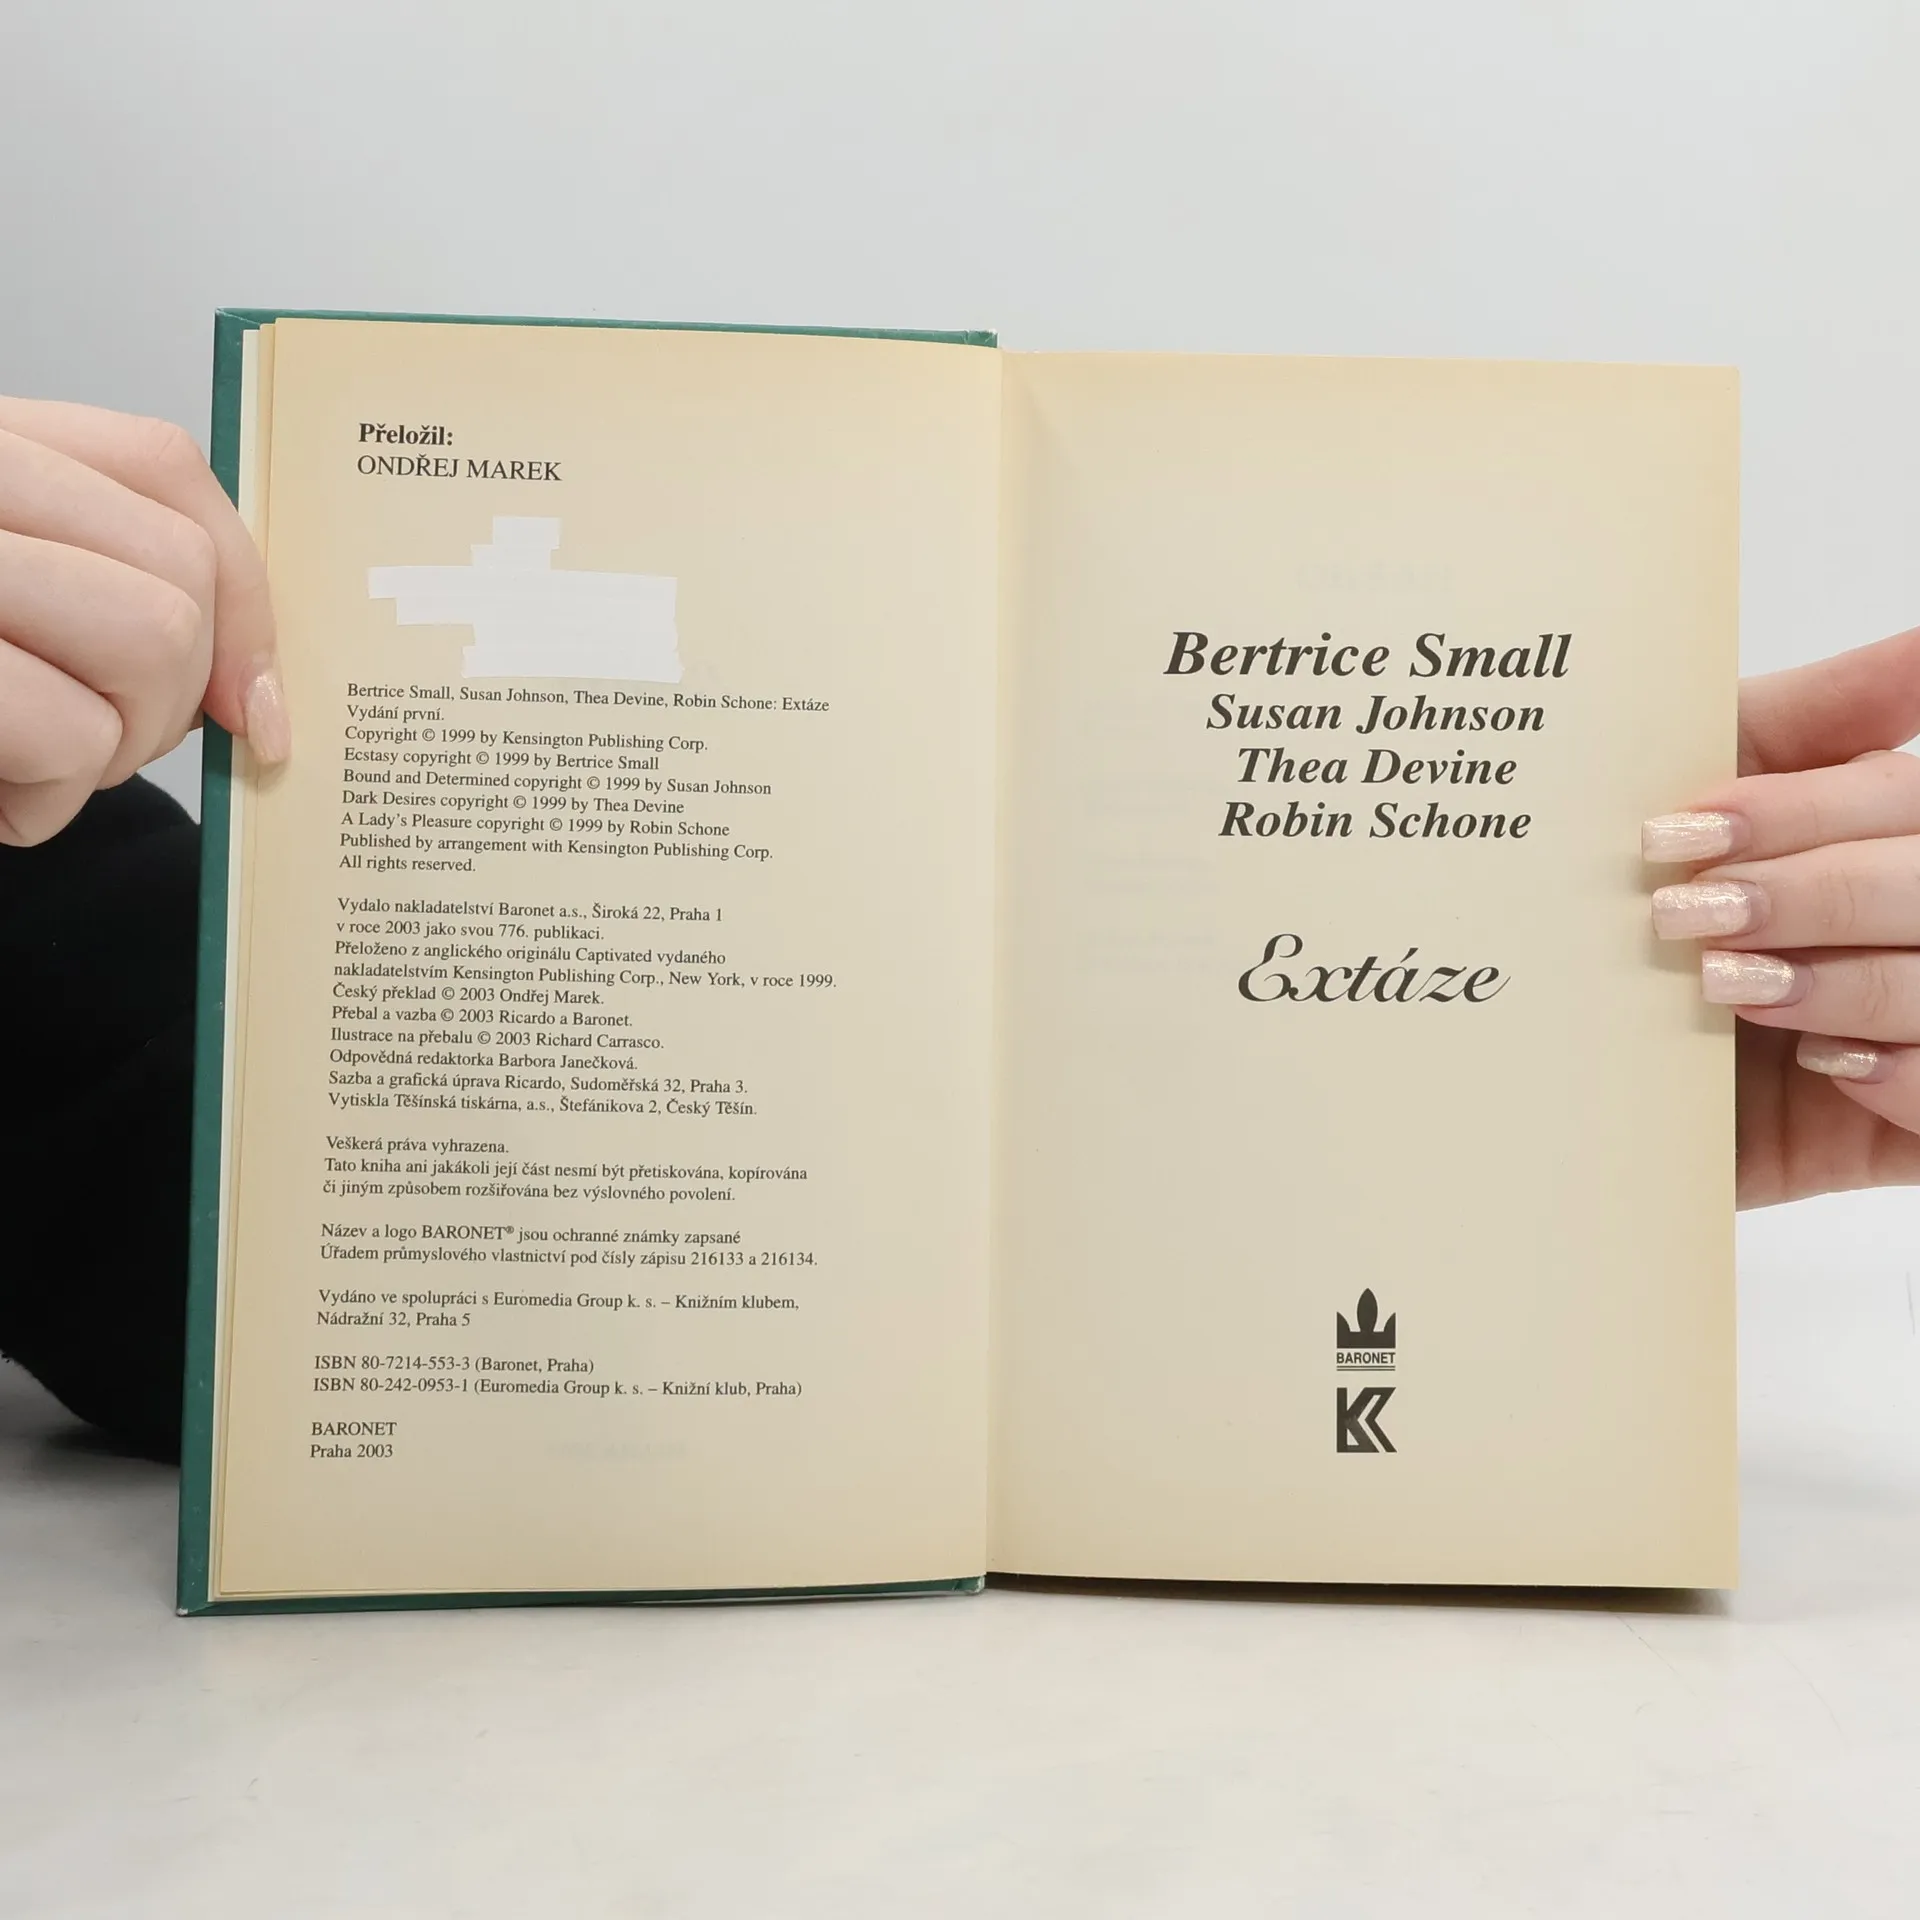 Přeložil:
ONDŘEJ MAREK
Bertrice Small, Susan Johnson, Thea Devine, Robin Schone: Extáze
Vydání první.
Copyright © 1999 by Kensington Publishing Corp.
Ecstasy copyright © 1999 by Bertrice Small
Bound and Determined copyright © 1999 by Susan Johnson
Dark Desires copyright © 1999 by Thea Devine
A Lady's Pleasure copyright © 1999 by Robin Schone
Published by arrangement with Kensington Publishing Corp.
All rights reserved.
Vydalo nakladatelství Baronet a.s., Široká 22, Praha 1
v roce 2003 jako svou 776. publikaci.
Přeloženo z anglického originálu Captivated vydaného
nakladatelstvím Kensington Publishing Corp., New York, v roce 1999.
Český překlad © 2003 Ondřej Marek.
Přebal a vazba © 2003 Ricardo a Baronet.
Ilustrace na přebalu © 2003 Richard Carrasco.
Odpovědná redaktorka Barbora Janečková.
Sazba a grafická úprava Ricardo, Sudoměřská 32, Praha 3.
Vytiskla Těšínská tiskárna, a.s., Štefánikova 2, Český Těšín.
Veškerá práva vyhrazena.
Tato kniha ani jakákoli její část nesmí být přetiskována, kopírována
či jiným způsobem rozšiřována bez výslovného povolení.
Název a logo BARONET® jsou ochranné známky zapsané
Úřadem průmyslového vlastnictví pod čísly zápisu 216133 a 216134.
Vydáno ve spolupráci s Euromedia Group k. s. – Knižním klubem,
Nádražní 32, Praha 5
ISBN 80-7214-553-3 (Baronet, Praha)
ISBN 80-242-0953-1 (Euromedia Group k. s. – Knižní klub, Praha)
BARONET
Praha 2003
Bertrice Small
Susan Johnson
Thea Devine
Robin Schone
Extáze
BARONET
KK